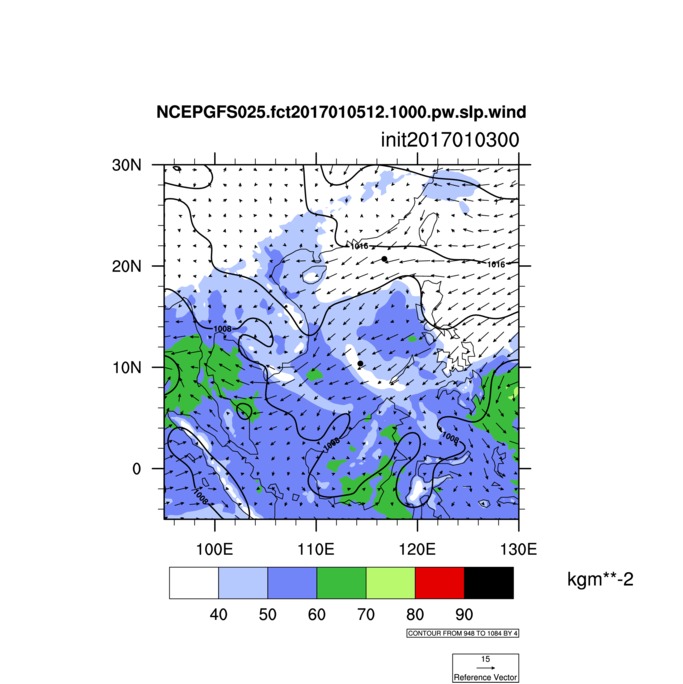 NCEPGFS025.fct2017010512.1000.pw.slp.wind
init2017010300
30N
20N
10N
0
1016
1016
1008
1008
1008
1008
100E 110E 120E 130E
kgm**-2
40 50 60 70 80 90
CONTOUR FROM 948 TO 1084 BY 4
15
Reference Vector